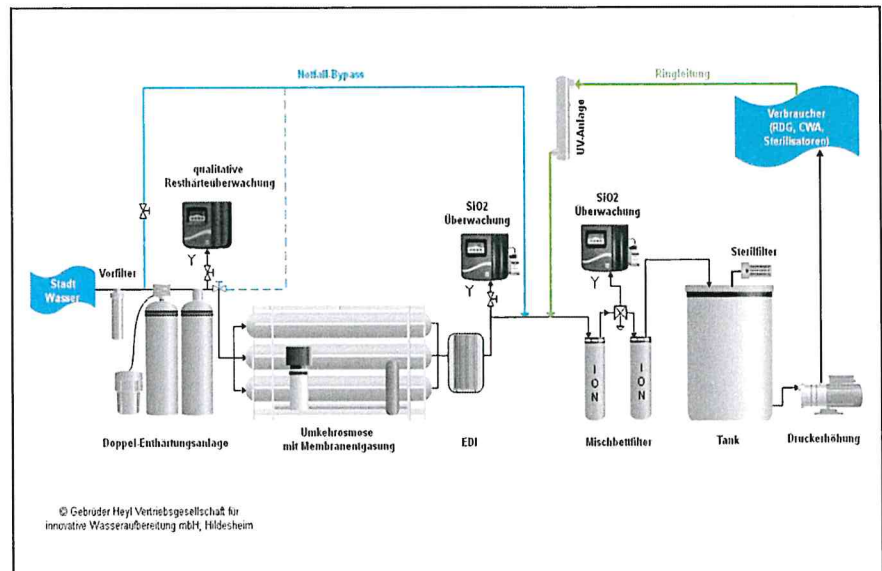 Notfall-Bypass
Ringleitung
UV-Anlage
Verbraucher
(RDG, CWA,
Sterilisatoren)
qualitative
Resthärteüberwachung
SiO2
Überwachung
SiO2
Überwachung
Sterilfilter
Stadt
Wasser
Vorfilter
ION
ION
Doppel-Enthärtungsanlage
Umkehrosmose
mit Membranentgasung
EDI
Mischbettfilter
Tank
Druckerhöhung
© Gebrüder Heyl Vertriebsgesellschaft für
innovative Wasseraufbereitung mbH, Hildesheim